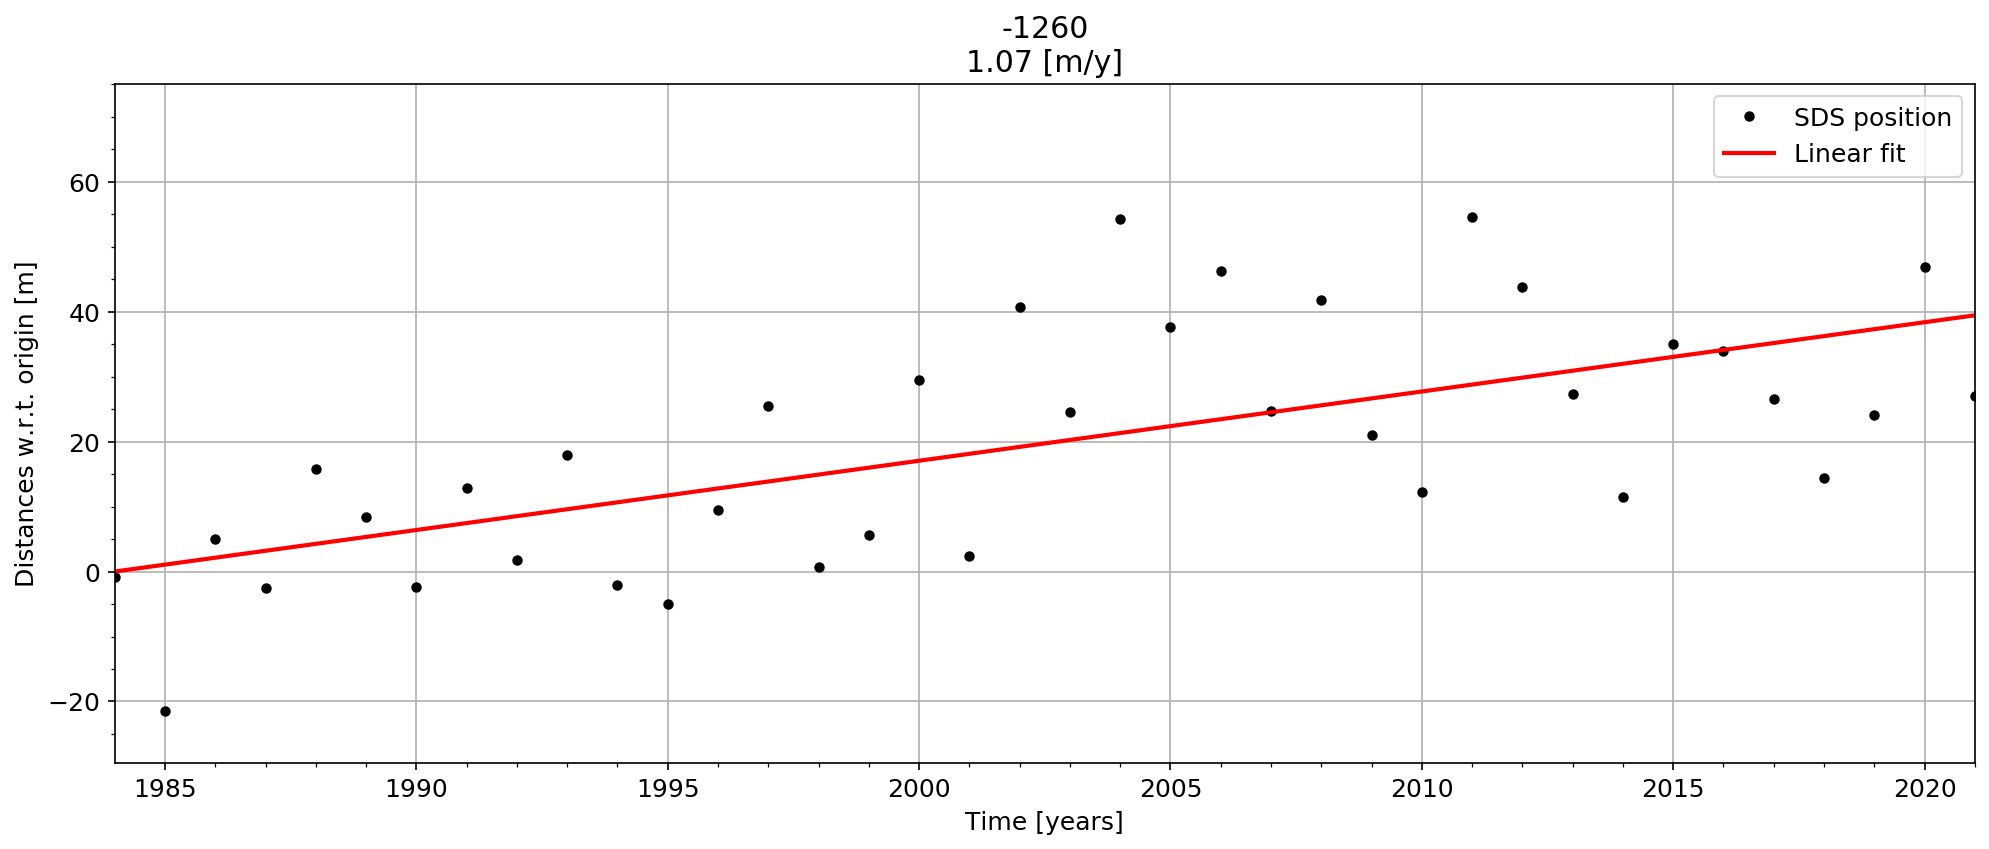 -1260
1.07 [m/y]
SDS position
Linear fit
Distances w.r.t. origin [m]
60
40
20
0
−20
1985 1990 1995 2000 2005 2010 2015 2020
Time [years]